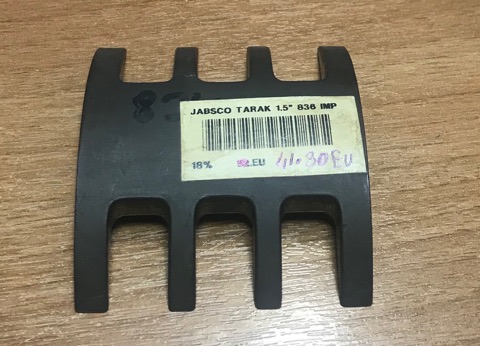 JABSCO TARAK 1.5" 836 IMP
18% .EU 41.30EU